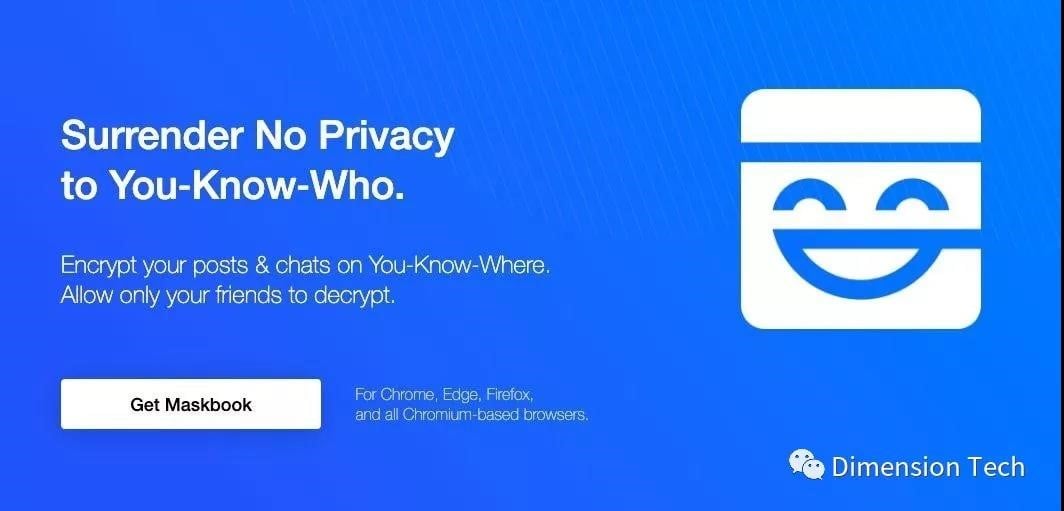 Surrender No Privacy
to You-Know-Who.
Encrypt your posts & chats on You-Know-Where.
Allow only your friends to decrypt.
Get Maskbook
For Chrome, Edge, Firefox,
and all Chromium-based browsers.
Dimension Tech